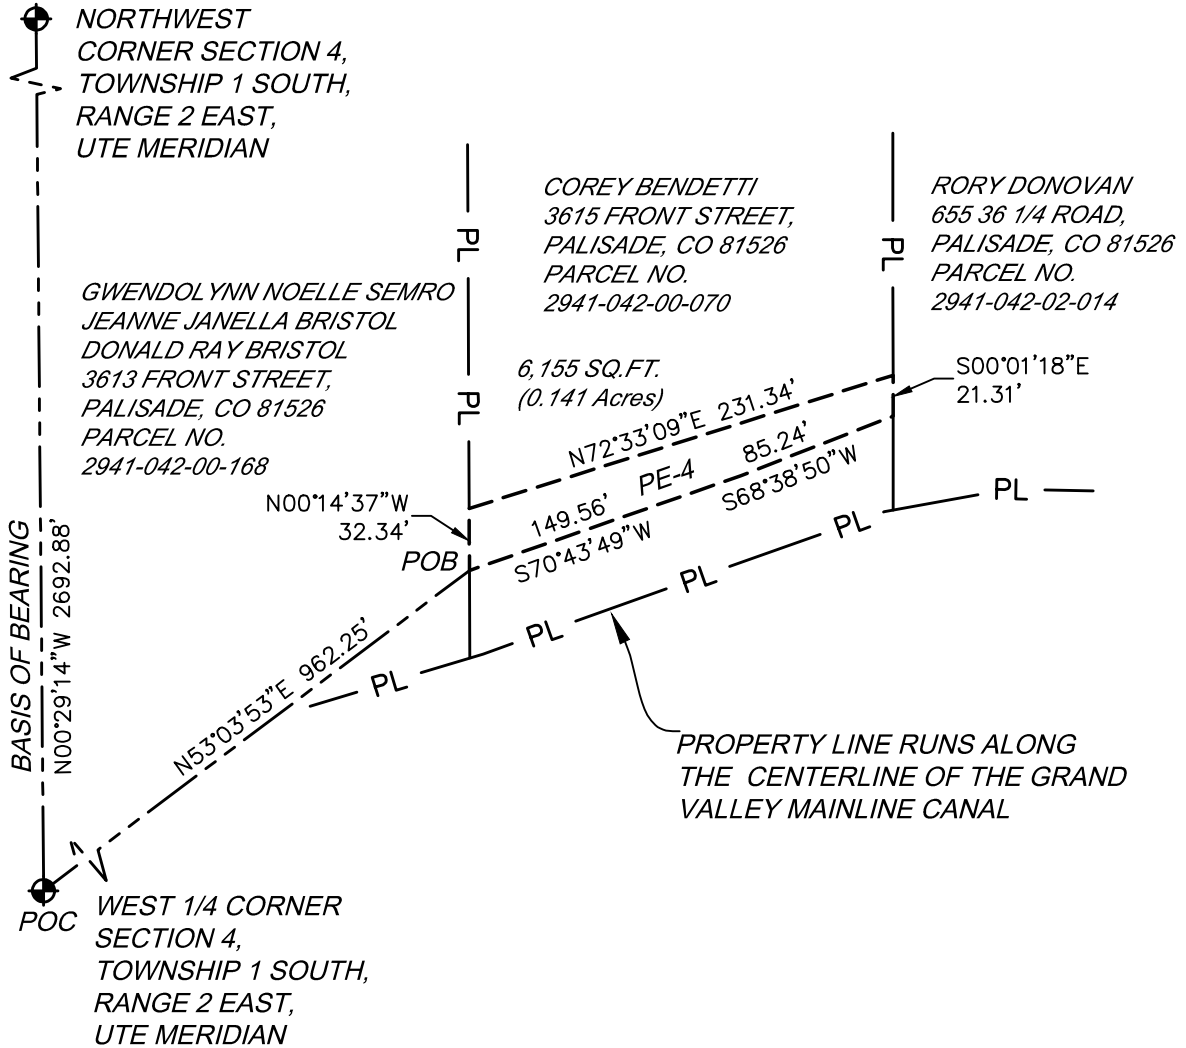 NORTHWEST
CORNER SECTION 4,
TOWNSHIP 1 SOUTH,
RANGE 2 EAST,
UTE MERIDIAN
COREY BENDETTI
3615 FRONT STREET,
PALISADE, CO 81526
PARCEL NO.
2941-042-00-070
RORY DONOVAN
655 36 1/4 ROAD,
PALISADE, CO 81526
PARCEL NO.
2941-042-02-014
PL
PL
GWENDOLYNN NOELLE SEMRO
JEANNE JANELLA BRISTOL
DONALD RAY BRISTOL
3613 FRONT STREET,
PALISADE, CO 81526
PARCEL NO.
2941-042-00-168
PL
6,155 SQ.FT.
(0.141 Acres)
S00°01'18"E
21.31'
N72°33'09"E 231.34'
PE-4
85.24'
S68°38'50"W
149.56'
S70°43'49"W
N00°14'37"W
32.34'
POB
PL
PL
PL
PL
PL
BASIS OF BEARING
N00°29'14"W 2692.88'
N53°03'53"E 962.25'
PROPERTY LINE RUNS ALONG
THE CENTERLINE OF THE GRAND
VALLEY MAINLINE CANAL
POC
WEST 1/4 CORNER
SECTION 4,
TOWNSHIP 1 SOUTH,
RANGE 2 EAST,
UTE MERIDIAN